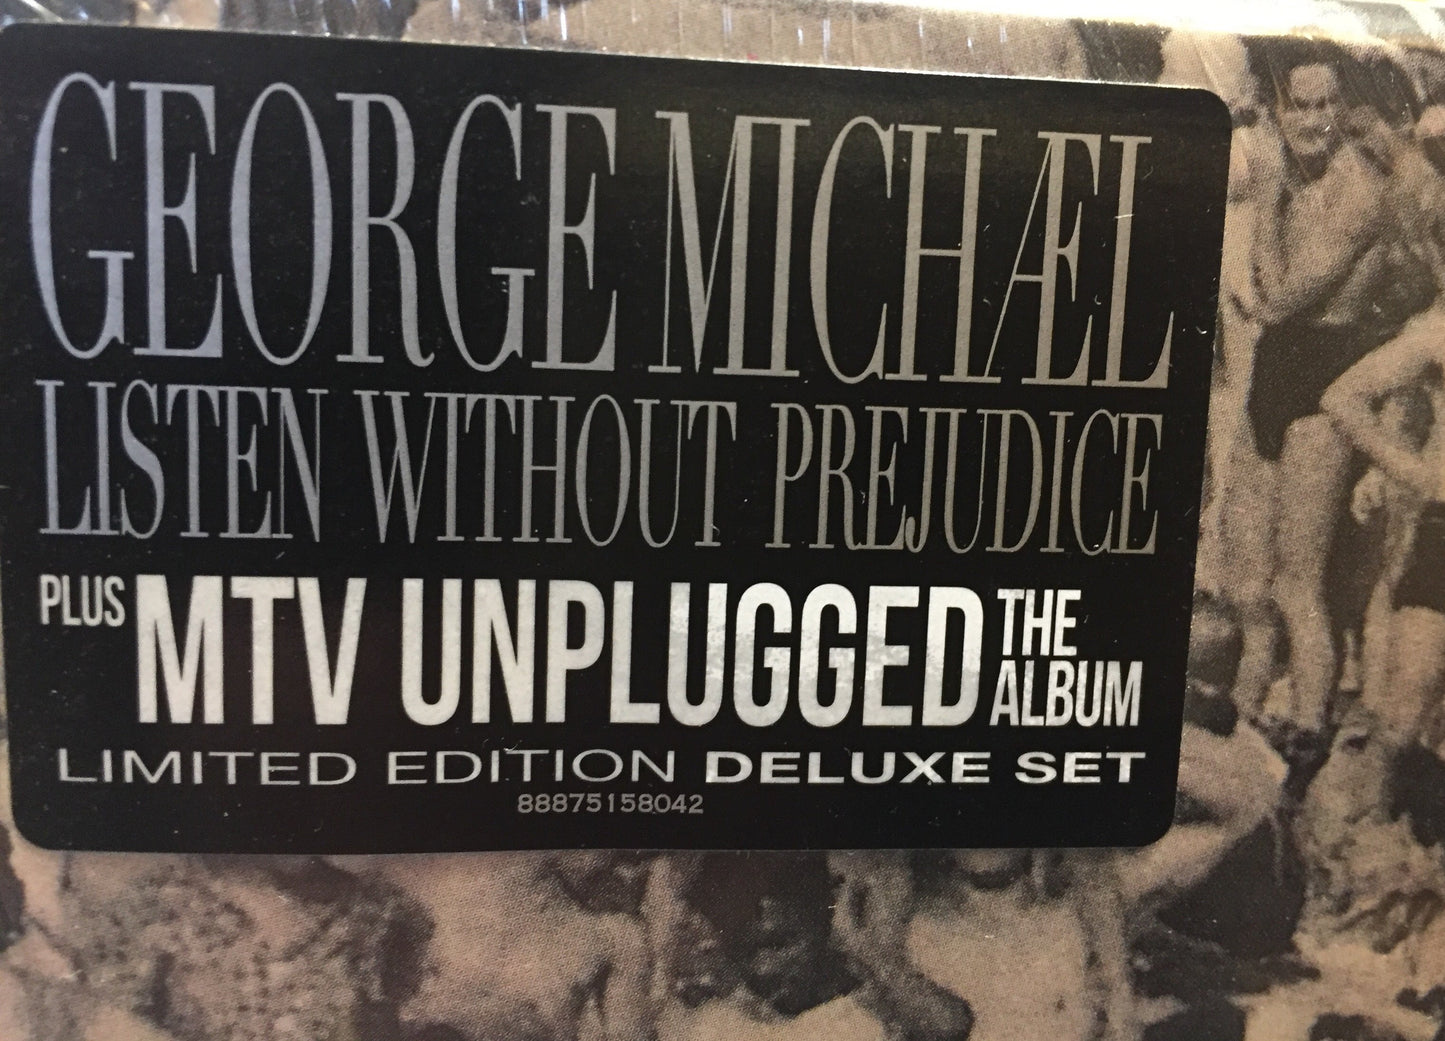 GEORGE MICHÆL
LISTEN WITHOUT PREJUDICE
PLUS MTV UNPLUGGED THE ALBUM
LIMITED EDITION DELUXE SET
88875158042